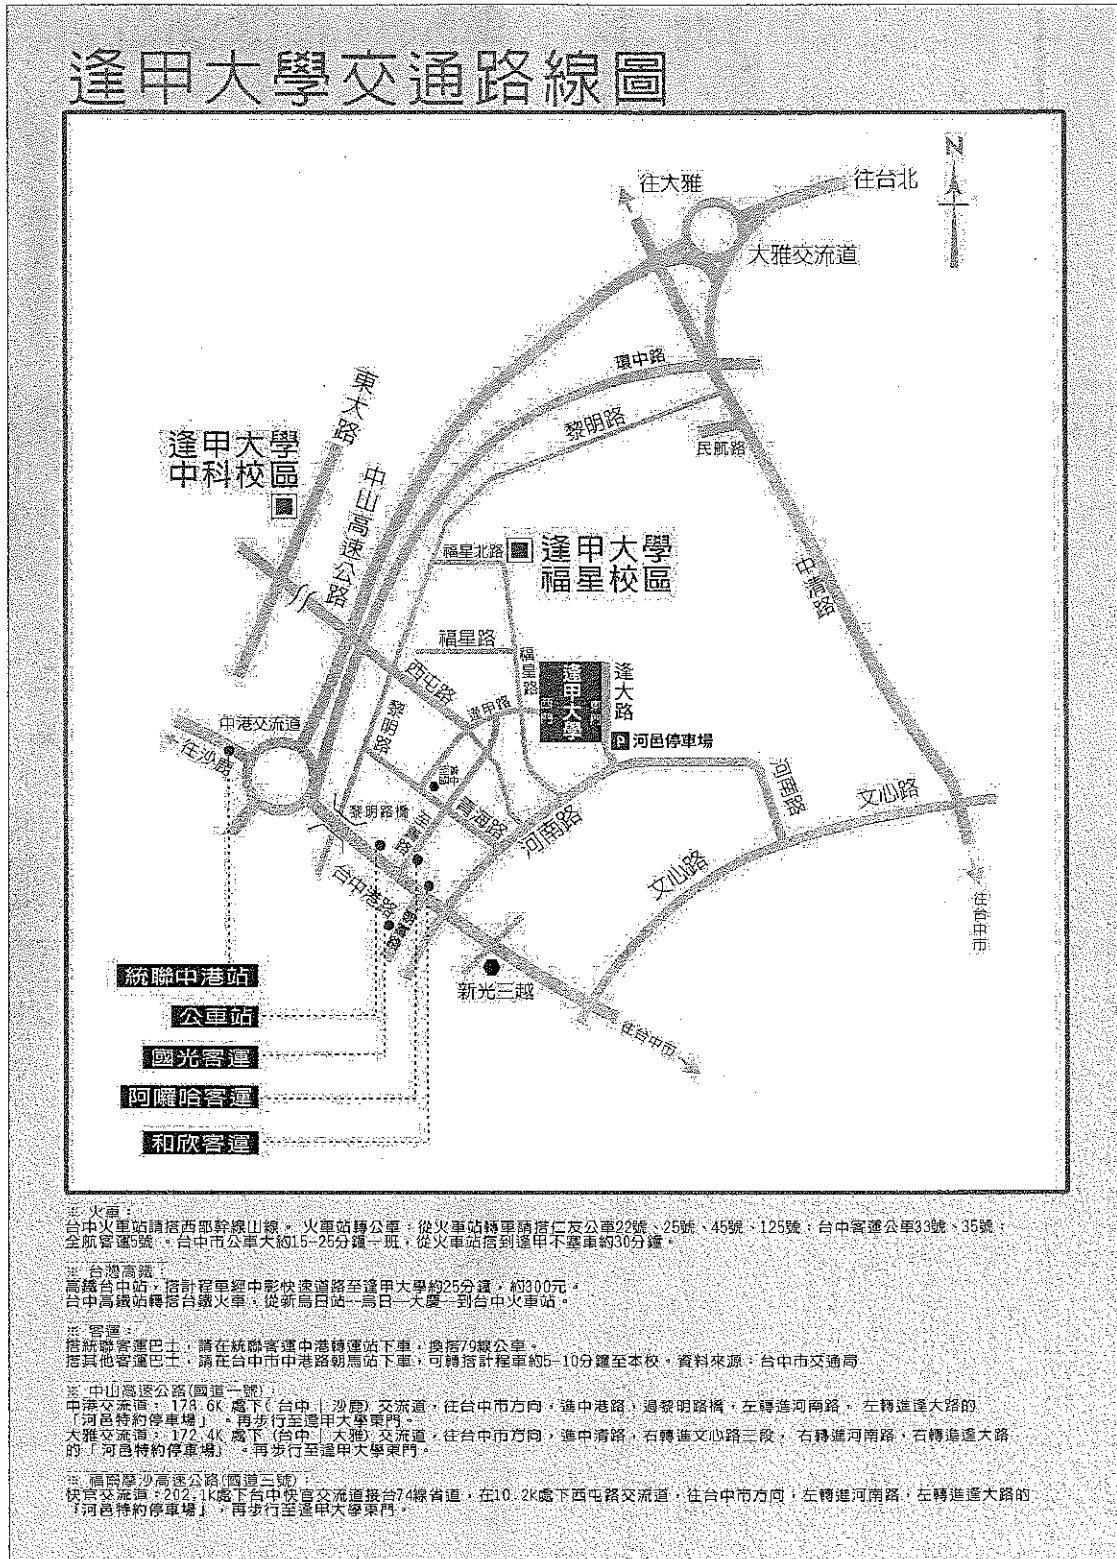 逢甲大學交通路線圖
N
往大雅
往台北
大雅交流道
環中路
東大路
黎明路
民航路
逢甲大學
中科校區
中山高速公路
福星北路
逢甲大學
福星校區
中清路
福星路
福星路
西屯路
逢甲大學
逢大路
逢甲路
黎明路
中港交流道
往沙鹿
P 河邑停車場
河南路
文心路
黎明路橋
青海路
河南路
文心路
台中港路
往台中市
統聯中港站
新光三越
公車站
往台中市
國光客運
阿囉哈客運
和欣客運
※ 火車:
台中火車站請搭西部幹線山線。 火車站轉公車:從火車站轉車請搭仁友公車22號、25號、45號、125號,台中客運公車33號、35號,
全航客運5號。台中市公車大約15-25分鐘一班,從火車站搭到逢甲不塞車約30分鐘。
※ 台灣高鐵:
高鐵台中站,搭計程車經中彰快速道路至逢甲大學約25分鐘,約300元。
台中高鐵站轉搭台鐵火車,從新烏日站--烏日--大慶--到台中火車站。
※ 客運:
搭統聯客運巴士,請在統聯客運中港轉運站下車,換搭79線公車。
搭其他客運巴士,請在台中市中港路朝馬站下車,可轉搭計程車約5-10分鐘至本校。資料來源:台中市交通局
※ 中山高速公路(國道一號):
中港交流道: 178.6K 處下(台中|沙鹿) 交流道,往台中市方向,進中港路,過黎明路橋,左轉進河南路, 左轉進逢大路的
「河邑特約停車場」 。再步行至逢甲大學東門。
大雅交流道: 172.4K 處下 (台中|大雅) 交流道,往台中市方向,進中清路,右轉進文心路三段, 右轉進河南路,右轉進逢大路
的「河邑特約停車場」 。再步行至逢甲大學東門。
※ 福爾摩沙高速公路(國道三號):
快官交流道:202.1K處下台中快官交流道接台74線省道,在10.2K處下西屯路交流道,往台中市方向,左轉進河南路,左轉進逢大路的
「河邑特約停車場」 ,再步行至逢甲大學東門。